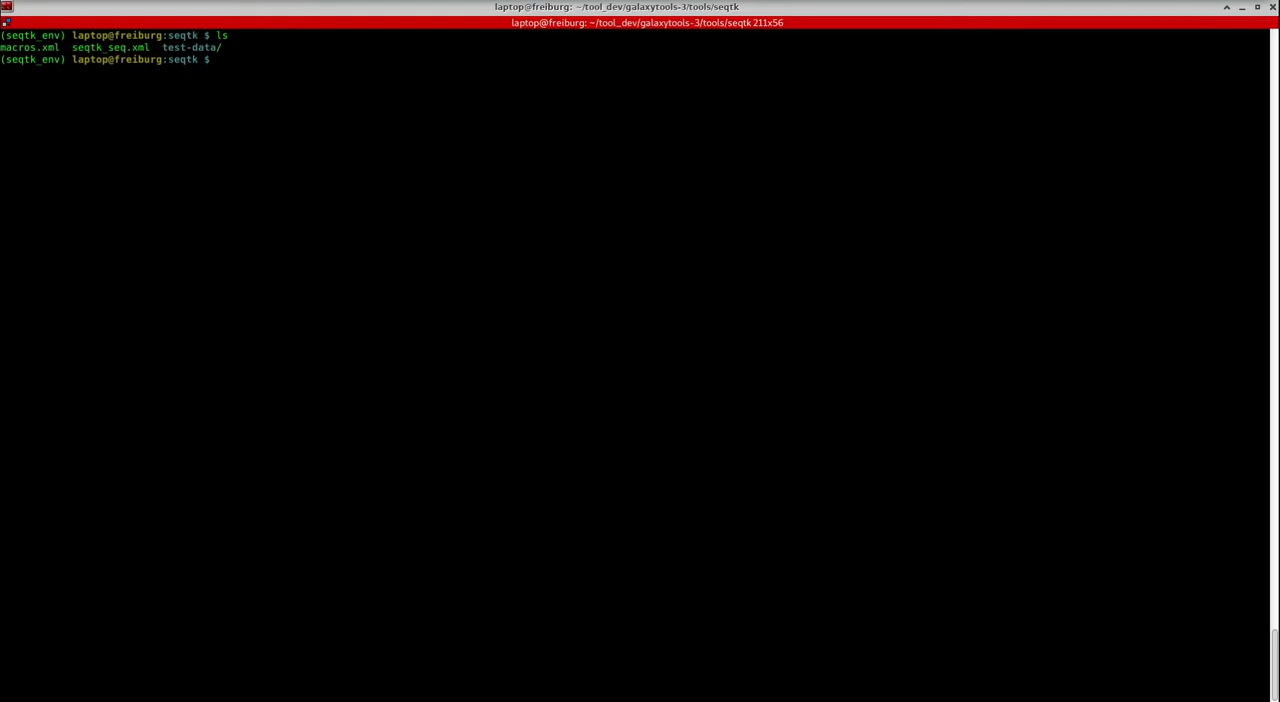 laptop@freiburg: ~/tool_dev/galaxytools-3/tools/seqtk
laptop@freiburg: ~/tool_dev/galaxytools-3/tools/seqtk 211x56
(seqtk_env) laptop@freiburg:seqtk $ ls
macros.xml  seqtk_seq.xml  test-data/
(seqtk_env) laptop@freiburg:seqtk $